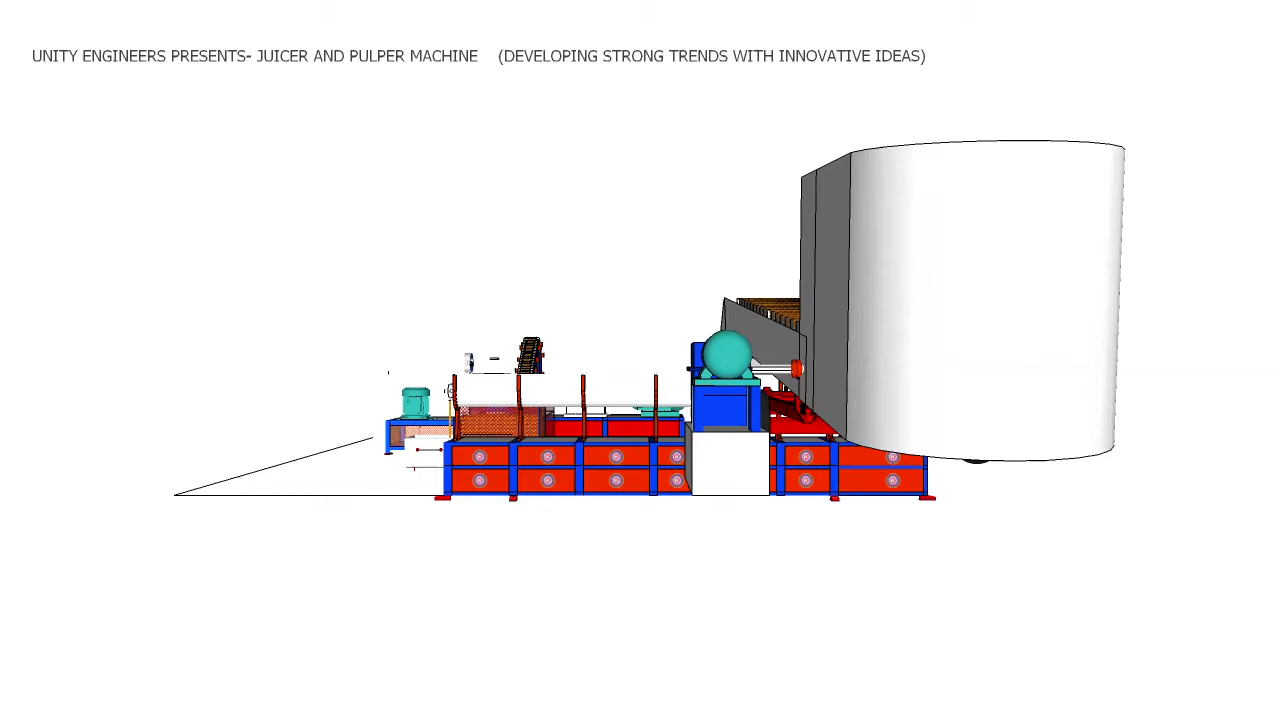 UNITY ENGINEERS PRESENTS- JUICER AND PULPER MACHINE (DEVELOPING STRONG TRENDS WITH INNOVATIVE IDEAS)